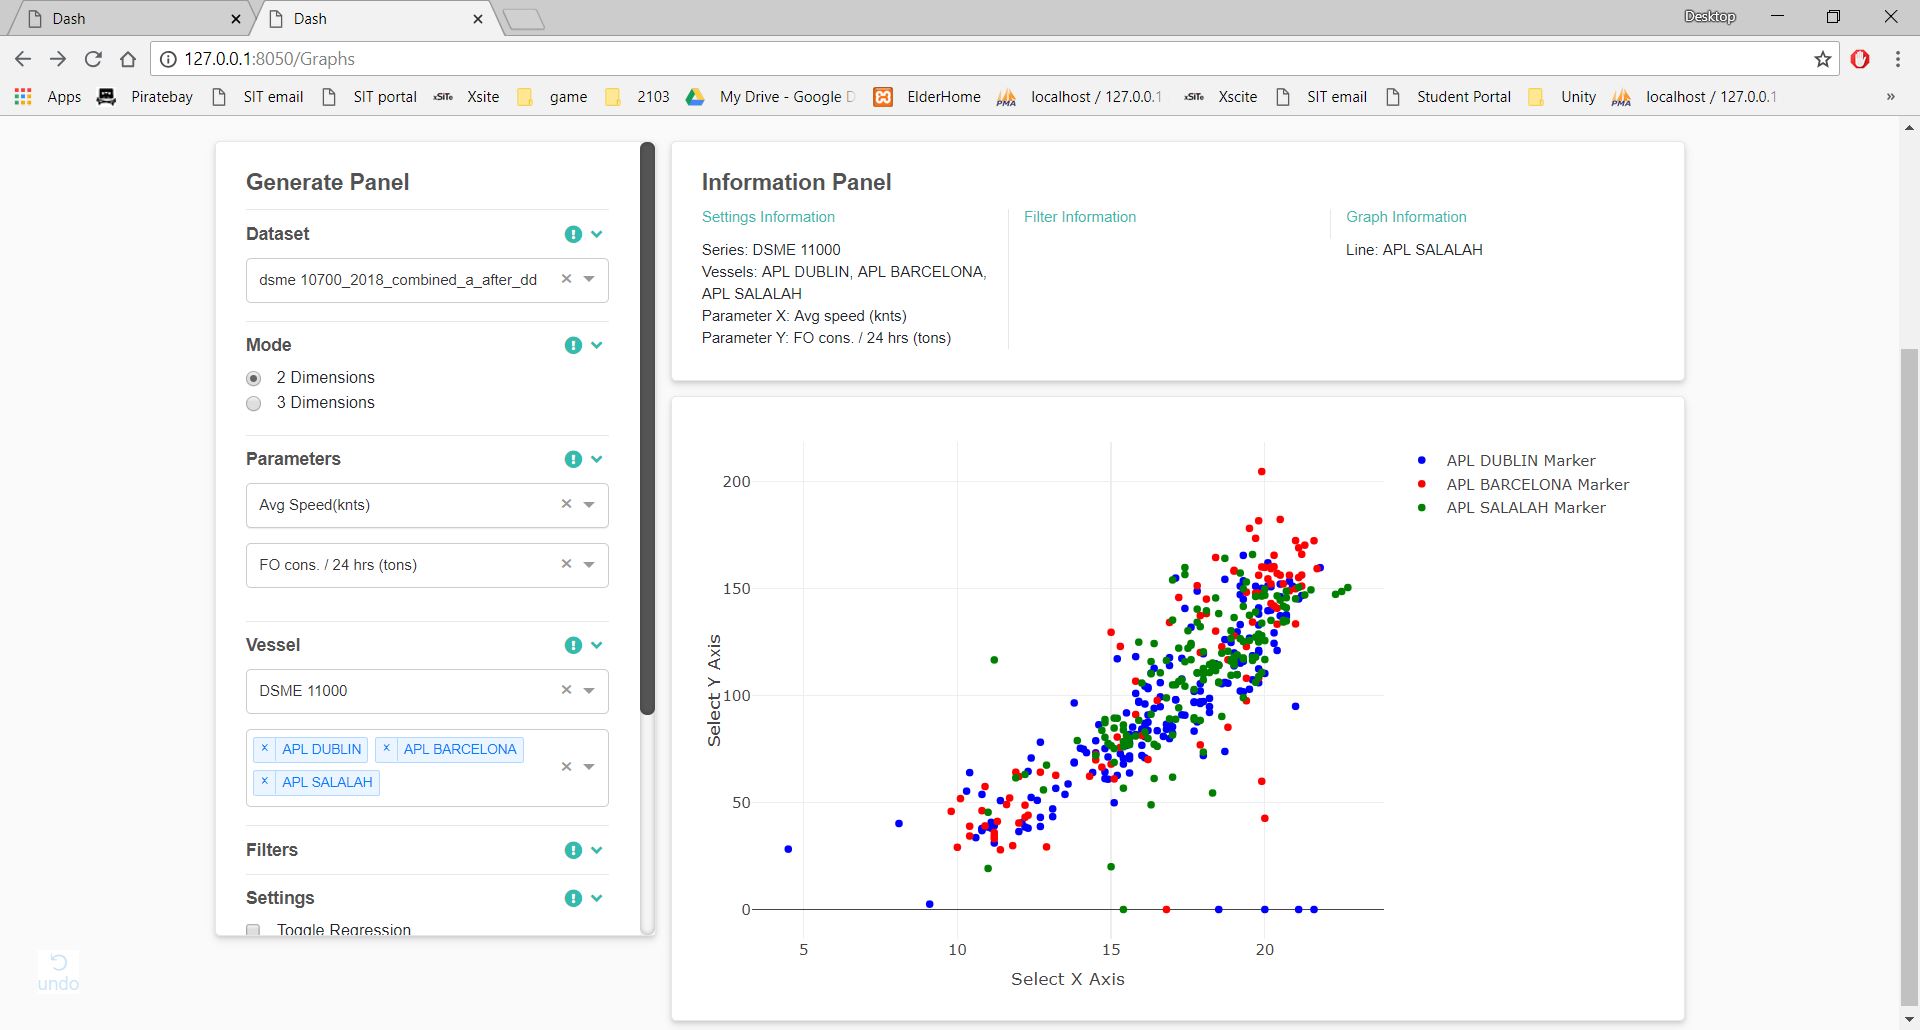 Dash
Dash
Desktop
127.0.0.1:8050/Graphs
Apps Piratebay SIT email SIT portal xSiTe Xsite game 2103 My Drive - Google D ElderHome PMA localhost / 127.0.0.1 xSiTe Xscite SIT email Student Portal Unity PMA localhost / 127.0.0.1 »
Generate Panel
Dataset
dsme 10700_2018_combined_a_after_dd
Mode
2 Dimensions
3 Dimensions
Parameters
Avg Speed(knts)
FO cons. / 24 hrs (tons)
Vessel
DSME 11000
× APL DUBLIN × APL BARCELONA
× APL SALALAH
Filters
Settings
Toggle Regression
undo
Information Panel
Settings Information
Series: DSME 11000
Vessels: APL DUBLIN, APL BARCELONA,
APL SALALAH
Parameter X: Avg speed (knts)
Parameter Y: FO cons. / 24 hrs (tons)
Filter Information
Graph Information
Line: APL SALALAH
200
150
100
50
0
Select Y Axis
5 10 15 20
Select X Axis
APL DUBLIN Marker
APL BARCELONA Marker
APL SALALAH Marker